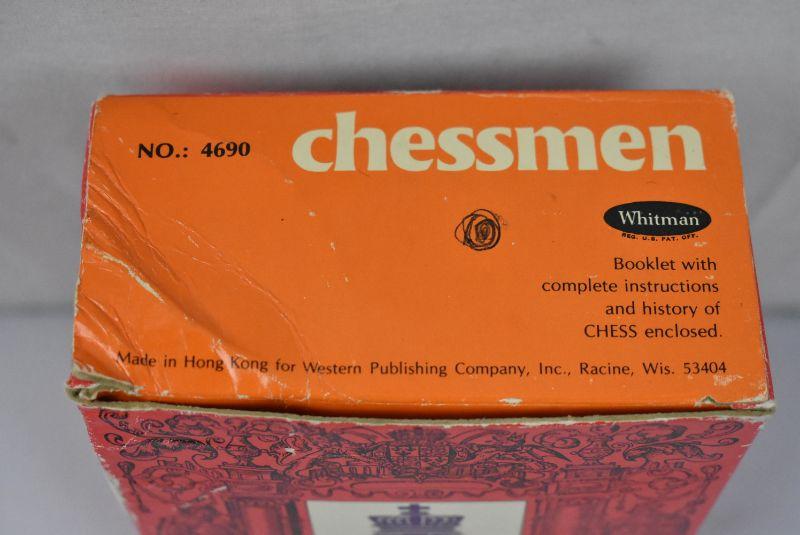 NO.: 4690
chessmen
Whitman
REG. U.S. PAT. OFF.
Booklet with
complete instructions
and history of
CHESS enclosed.
Made in Hong Kong for Western Publishing Company, Inc., Racine, Wis. 53404